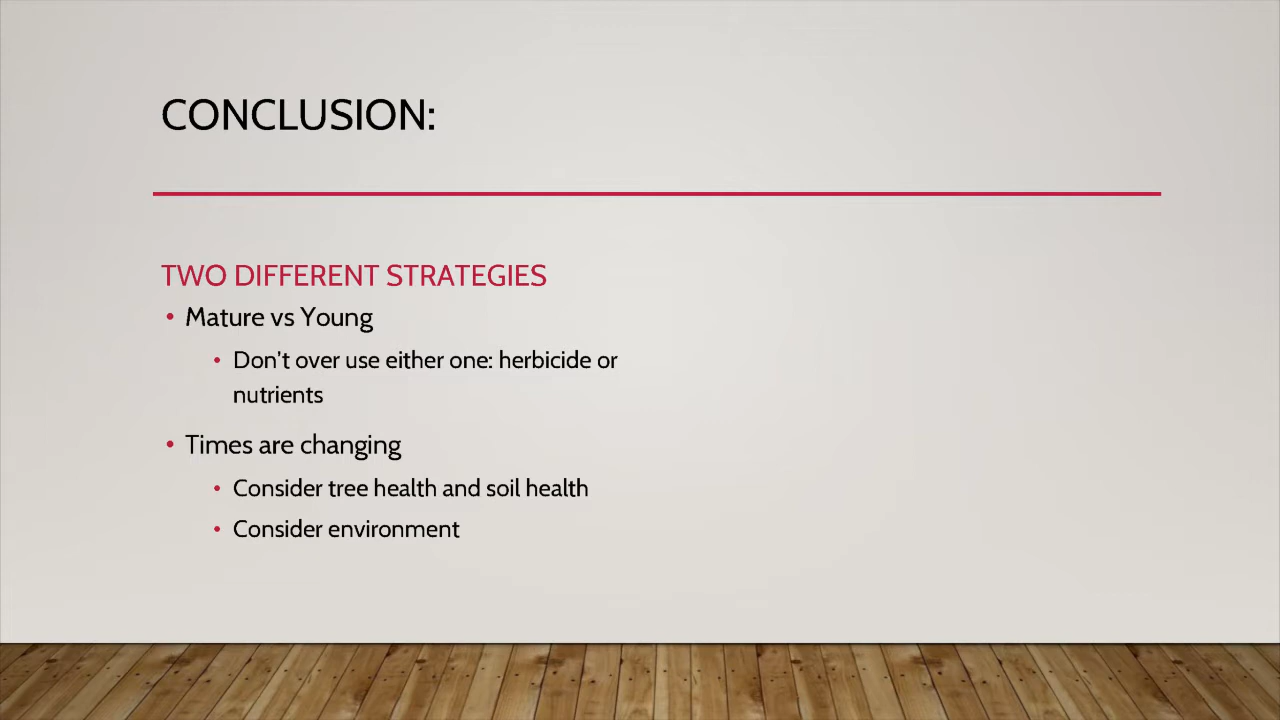 CONCLUSION:
TWO DIFFERENT STRATEGIES
• Mature vs Young
• Don't over use either one: herbicide or
nutrients
• Times are changing
• Consider tree health and soil health
• Consider environment